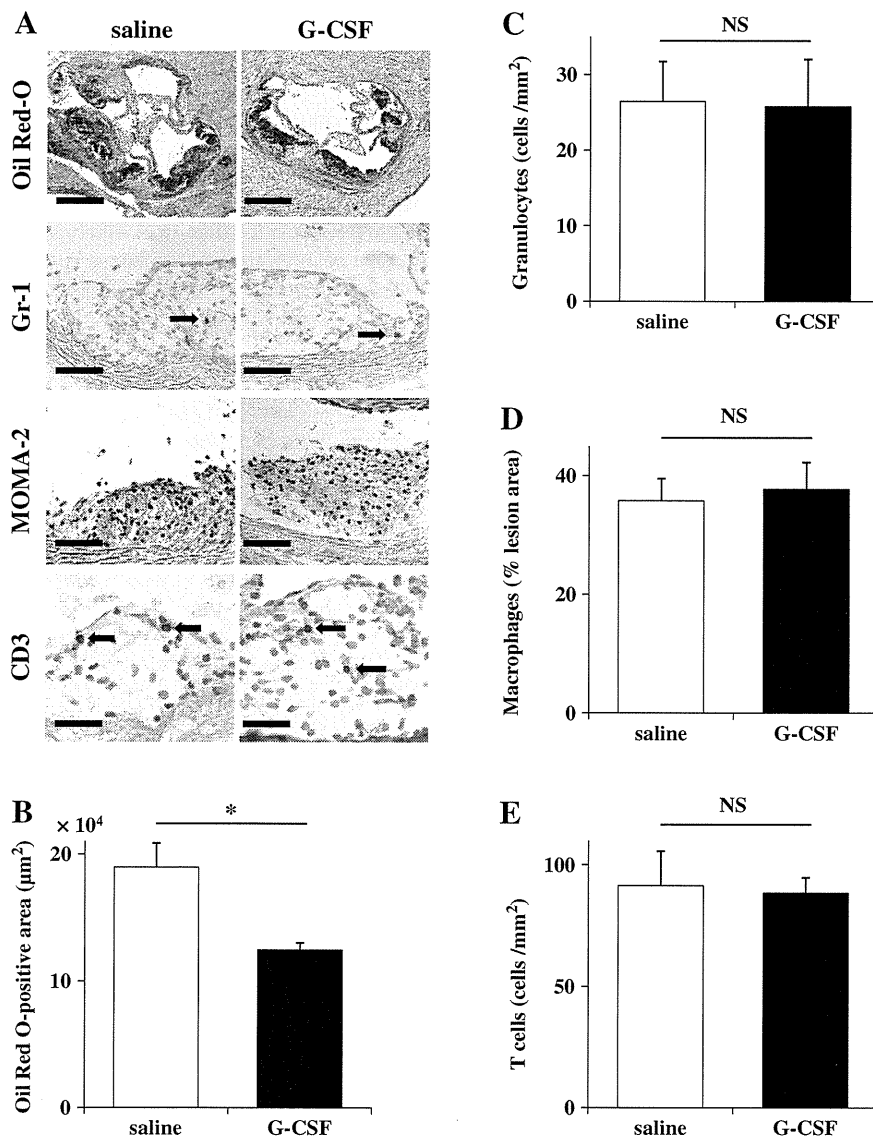 A
saline
G-CSF
Oil Red-O
Gr-1
MOMA-2
CD3
B
× 10⁴
*
Oil Red O-positive area (μm²)
20
10
0
saline
G-CSF
C
NS
Granulocytes (cells /mm²)
30
20
10
0
saline
G-CSF
D
NS
Macrophages (% lesion area)
40
20
0
saline
G-CSF
E
NS
T cells (cells /mm²)
100
50
0
saline
G-CSF